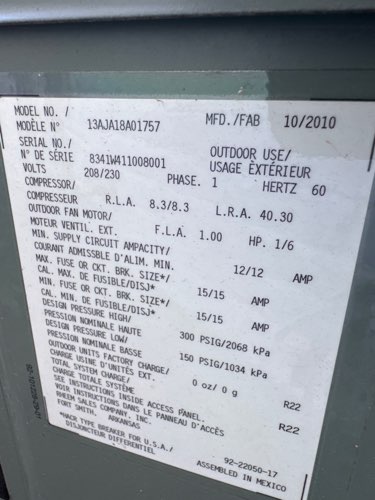 MODEL NO. /
MODÈLE N° 13AJA18A01757 MFD./FAB 10/2010
SERIAL NO./
N° DE SÉRIE 8341W411008001 OUTDOOR USE/
USAGE ÉXTÉRIEUR
VOLTS 208/230 PHASE. 1 HERTZ 60
COMPRESSOR/
COMPRESEUR R.L.A. 8.3/8.3 L.R.A. 40.30
OUTDOOR FAN MOTOR/
MOTEUR VENTIL. EXT. F.L.A. 1.00 HP. 1/6
MIN. SUPPLY CIRCUIT AMPACITY/
COURANT ADMISSBLE D'ALIM. MIN. 12/12 AMP
MAX. FUSE OR CKT. BRK. SIZE*/
CAL. MAX. DE FUSIBLE/DISJ* 15/15 AMP
MIN. FUSE OR CKT. BRK. SIZE*/
CAL. MIN. DE FUSIBLE/DISJ* 15/15 AMP
DESIGN PRESSURE HIGH/
PRESSION NOMINALE HAUTE 300 PSIG/2068 kPa
DESIGN PRESSURE LOW/
PRESSION NOMINALE BASSE 150 PSIG/1034 kPa
OUTDOOR UNITS FACTORY CHARGE/
CHARGE USINE D'UNITÉS EXT. 0 oz/ 0 g R22
TOTAL SYSTEM CHARGE/
CHARGE TOTALE SYSTÈME R22
SEE INSTRUCTIONS INSIDE ACCESS PANEL.
VOIR INSTRUCTIONS DANS LE PANNEAU D'ACCÈS
RHEEM SALES COMPANY, INC.
FORT SMITH, ARKANSAS 92-22050-17
*HACR TYPE BREAKER FOR U.S.A./
DISJONCTEUR DIFFERENTIEL ASSEMBLED IN MEXICO